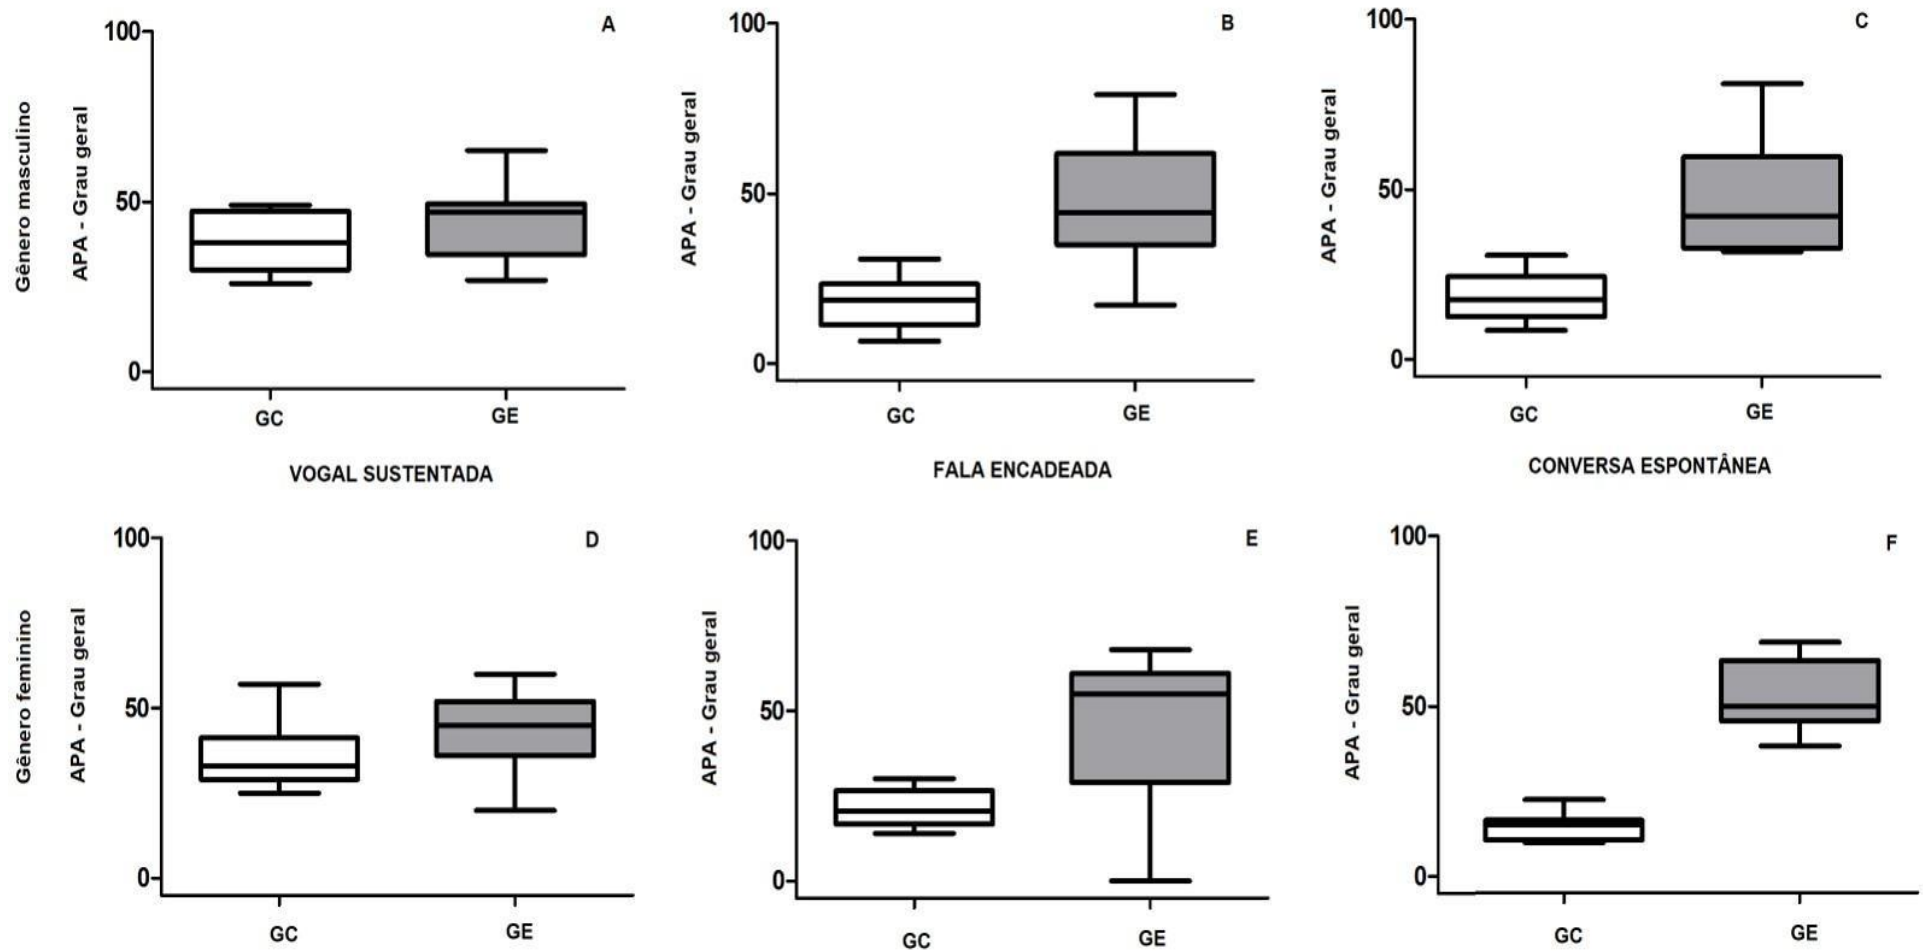 Gênero masculino
APA - Grau geral
100
50
0
A
GC
GE
APA - Grau geral
100
50
0
B
GC
GE
APA - Grau geral
100
50
0
C
GC
GE
VOGAL SUSTENTADA
FALA ENCADEADA
CONVERSA ESPONTÂNEA
Gênero feminino
APA - Grau geral
100
50
0
D
GC
GE
APA - Grau geral
100
50
0
E
GC
GE
APA - Grau geral
100
50
0
F
GC
GE